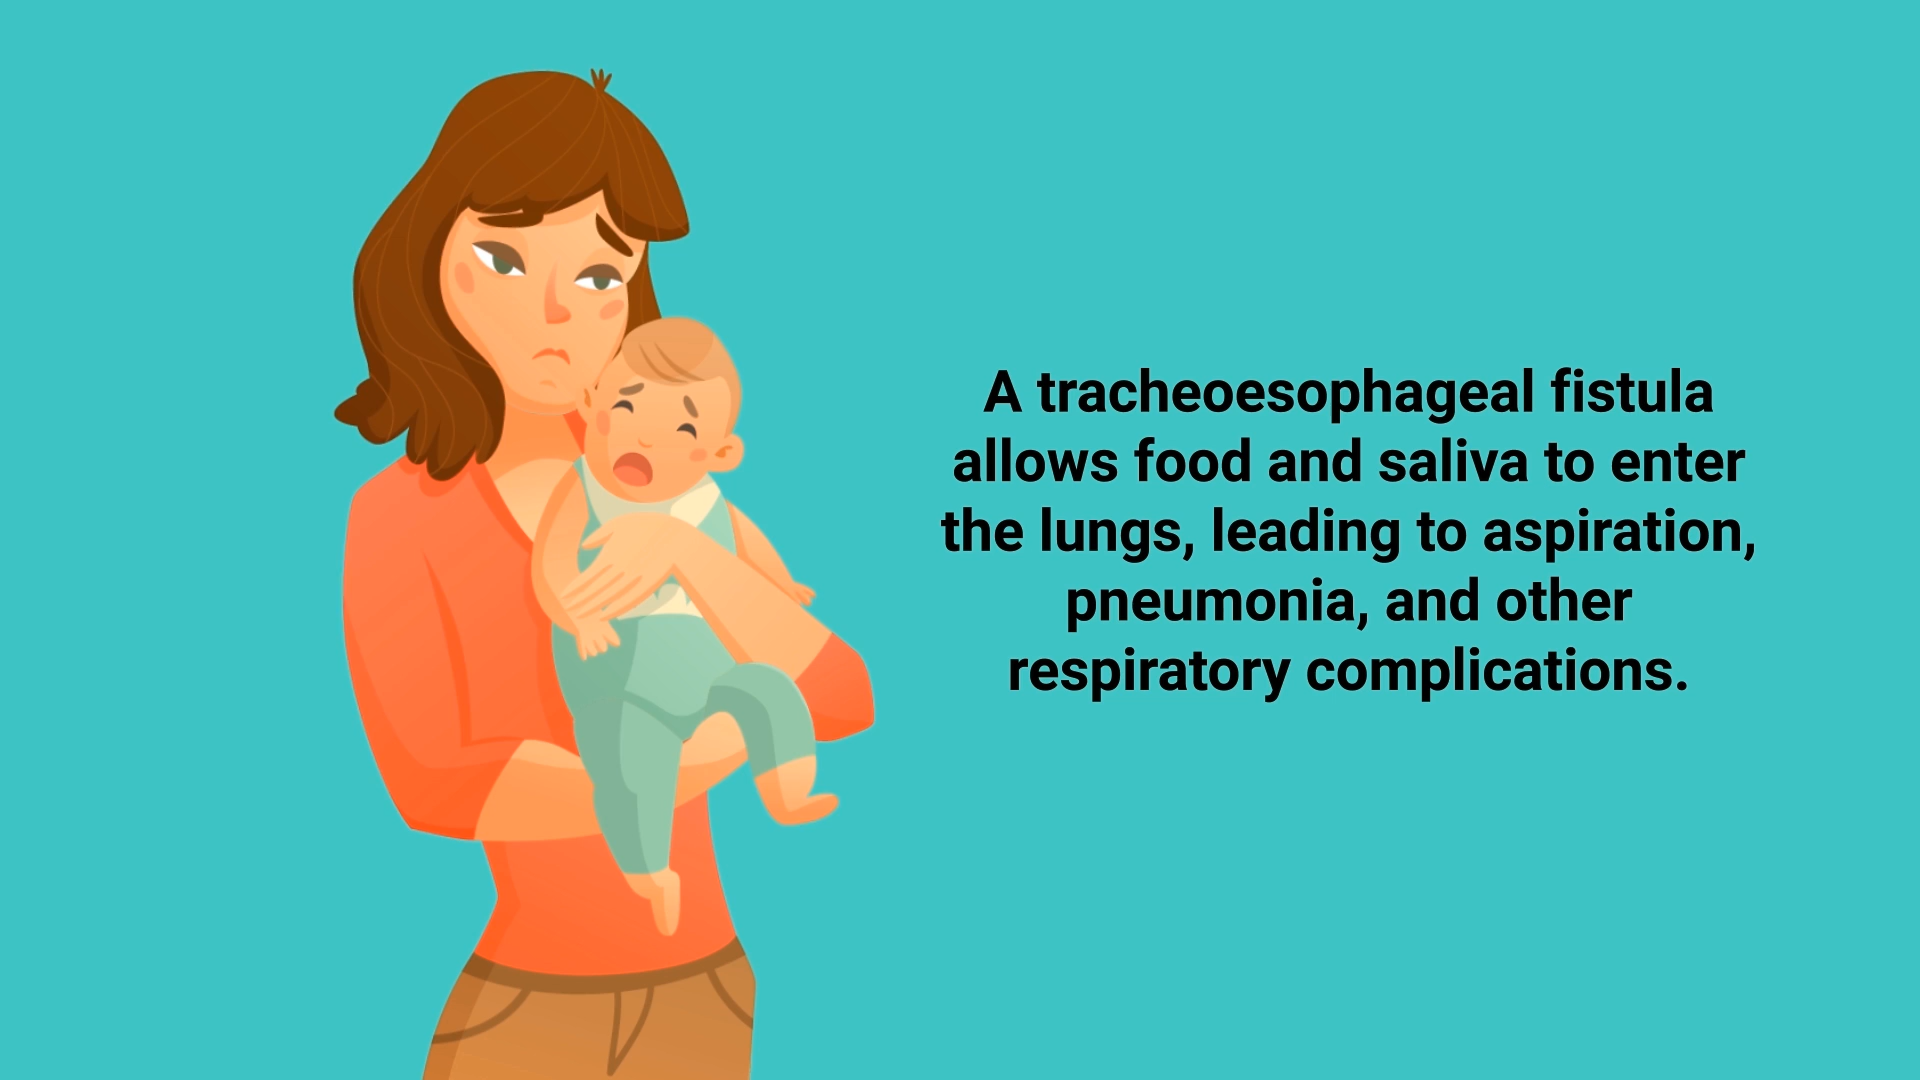 A tracheoesophageal fistula
allows food and saliva to enter
the lungs, leading to aspiration,
pneumonia, and other
respiratory complications.